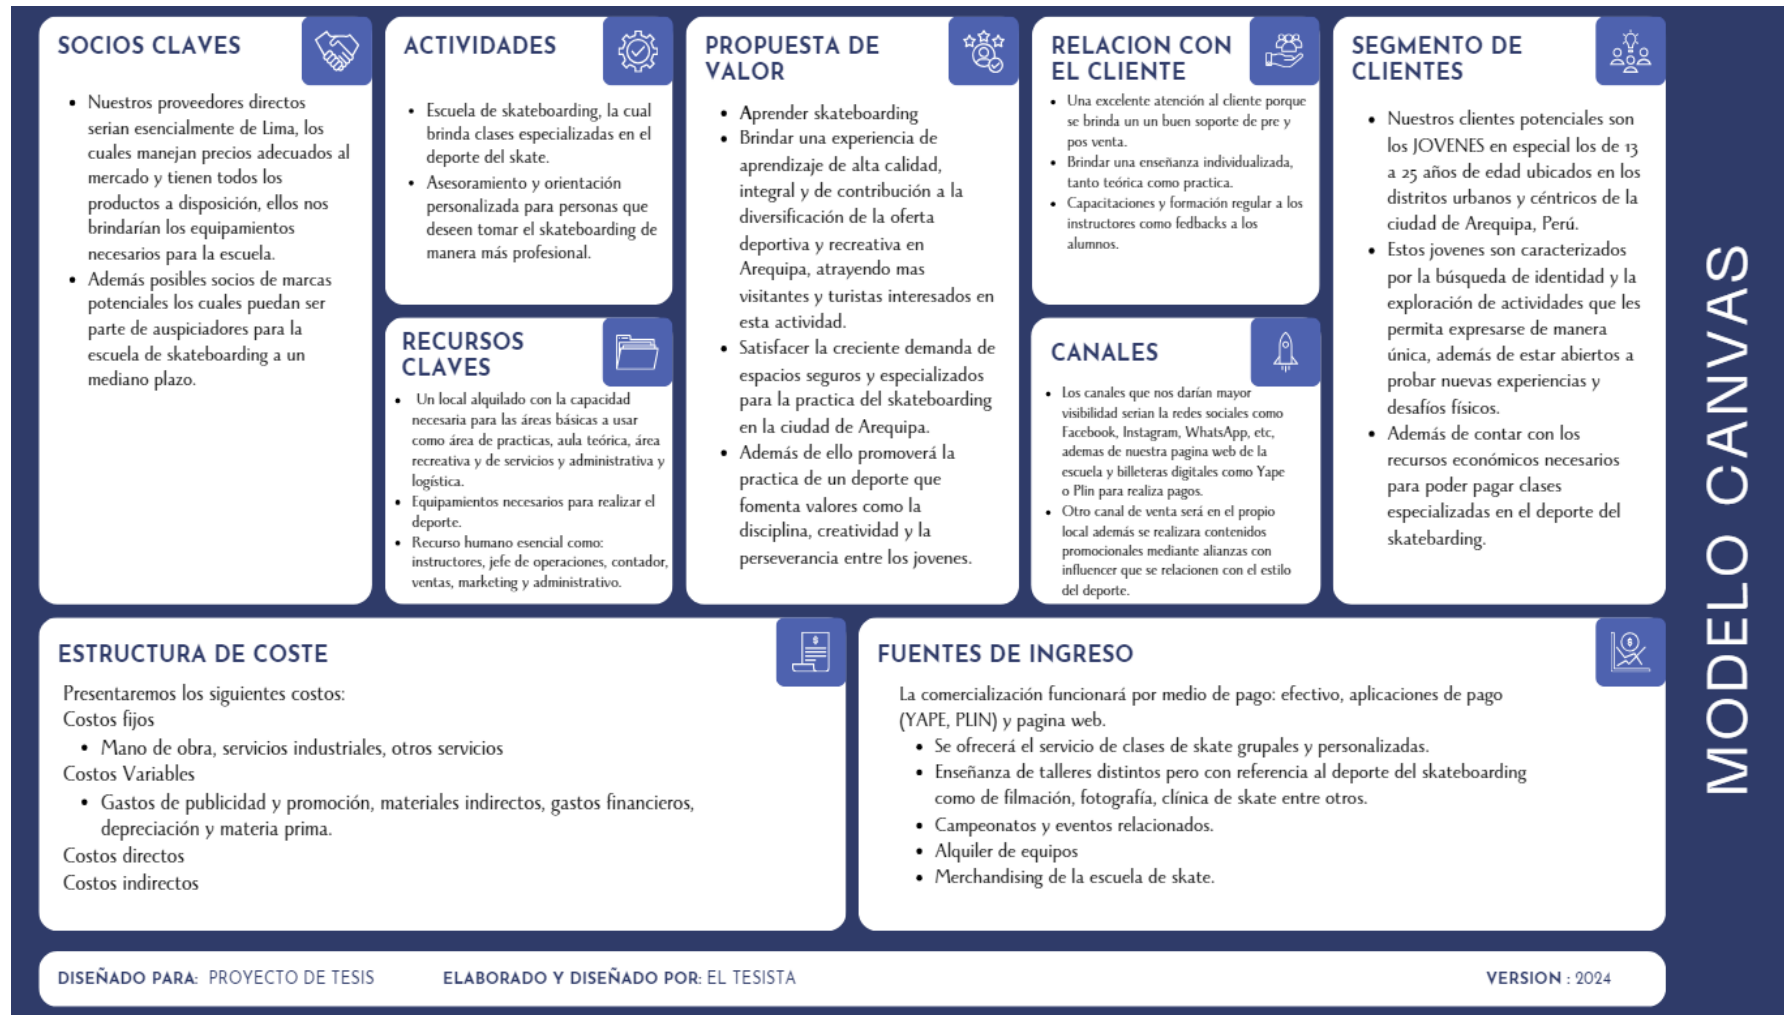 SOCIOS CLAVES
• Nuestros proveedores directos
serian esencialmente de Lima, los
cuales manejan precios adecuados al
mercado y tienen todos los
productos a disposición, ellos nos
brindarían los equipamientos
necesarios para la escuela.
• Además posibles socios de marcas
potenciales los cuales puedan ser
parte de auspiciadores para la
escuela de skateboarding a un
mediano plazo.
ACTIVIDADES
• Escuela de skateboarding, la cual
brinda clases especializadas en el
deporte del skate.
• Asesoramiento y orientación
personalizada para personas que
deseen tomar el skateboarding de
manera más profesional.
RECURSOS
CLAVES
• Un local alquilado con la capacidad
necesaria para las áreas básicas a usar
como área de practicas, aula teórica, área
recreativa y de servicios y administrativa y
logística.
• Equipamientos necesarios para realizar el
deporte.
• Recurso humano esencial como:
instructores, jefe de operaciones, contador,
ventas, marketing y administrativo.
PROPUESTA DE
VALOR
• Aprender skateboarding
• Brindar una experiencia de
aprendizaje de alta calidad,
integral y de contribución a la
diversificación de la oferta
deportiva y recreativa en
Arequipa, atrayendo mas
visitantes y turistas interesados en
esta actividad.
• Satisfacer la creciente demanda de
espacios seguros y especializados
para la practica del skateboarding
en la ciudad de Arequipa.
• Además de ello promoverá la
practica de un deporte que
fomenta valores como la
disciplina, creatividad y la
perseverancia entre los jovenes.
RELACION CON
EL CLIENTE
• Una excelente atención al cliente porque
se brinda un un buen soporte de pre y
pos venta.
• Brindar una enseñanza individualizada,
tanto teórica como practica.
• Capacitaciones y formación regular a los
instructores como fedbacks a los
alumnos.
CANALES
• Los canales que nos darían mayor
visibilidad serian la redes sociales como
Facebook, Instagram, WhatsApp, etc,
ademas de nuestra pagina web de la
escuela y billeteras digitales como Yape
o Plin para realiza pagos.
• Otro canal de venta será en el propio
local además se realizara contenidos
promocionales mediante alianzas con
influencer que se relacionen con el estilo
del deporte.
SEGMENTO DE
CLIENTES
• Nuestros clientes potenciales son
los JOVENES en especial los de 13
a 25 años de edad ubicados en los
distritos urbanos y céntricos de la
ciudad de Arequipa, Perú.
• Estos jovenes son caracterizados
por la búsqueda de identidad y la
exploración de actividades que les
permita expresarse de manera
única, además de estar abiertos a
probar nuevas experiencias y
desafíos físicos.
• Además de contar con los
recursos económicos necesarios
para poder pagar clases
especializadas en el deporte del
skatebarding.
MODELO CANVAS
ESTRUCTURA DE COSTE
Presentaremos los siguientes costos:
Costos fijos
• Mano de obra, servicios industriales, otros servicios
Costos Variables
• Gastos de publicidad y promoción, materiales indirectos, gastos financieros,
depreciación y materia prima.
Costos directos
Costos indirectos
FUENTES DE INGRESO
La comercialización funcionará por medio de pago: efectivo, aplicaciones de pago
(YAPE, PLIN) y pagina web.
• Se ofrecerá el servicio de clases de skate grupales y personalizadas.
• Enseñanza de talleres distintos pero con referencia al deporte del skateboarding
como de filmación, fotografía, clínica de skate entre otros.
• Campeonatos y eventos relacionados.
• Alquiler de equipos
• Merchandising de la escuela de skate.
DISEÑADO PARA: PROYECTO DE TESIS
ELABORADO Y DISEÑADO POR: EL TESISTA
VERSION : 2024